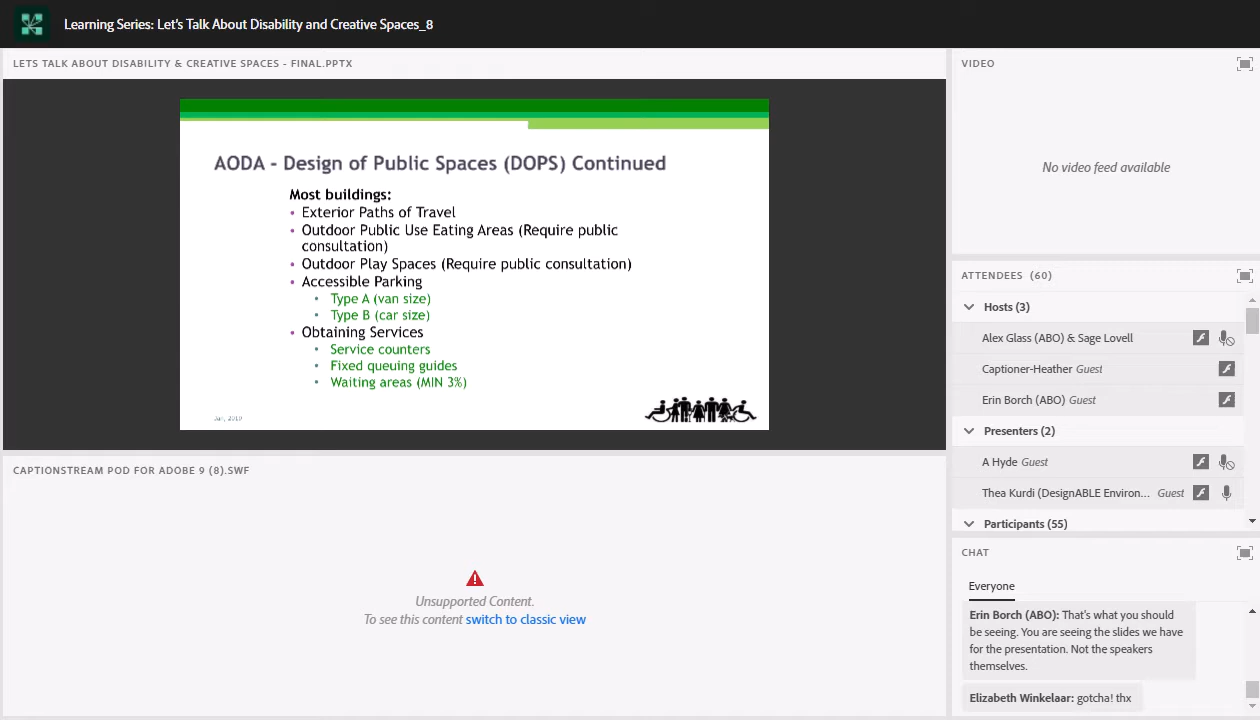 Learning Series: Let's Talk About Disability and Creative Spaces_8
LETS TALK ABOUT DISABILITY & CREATIVE SPACES - FINAL.PPTX
AODA - Design of Public Spaces (DOPS) Continued
Most buildings:
• Exterior Paths of Travel
• Outdoor Public Use Eating Areas (Require public
consultation)
• Outdoor Play Spaces (Require public consultation)
• Accessible Parking
• Type A (van size)
• Type B (car size)
• Obtaining Services
• Service counters
• Fixed queuing guides
• Waiting areas (MIN 3%)
Jan, 2019
CAPTIONSTREAM POD FOR ADOBE 9 (8).SWF
Unsupported Content.
To see this content switch to classic view
VIDEO
No video feed available
ATTENDEES (60)
Hosts (3)
Alex Glass (ABO) & Sage Lovell
Captioner-Heather Guest
Erin Borch (ABO) Guest
Presenters (2)
A Hyde Guest
Thea Kurdi (DesignABLE Environ... Guest
Participants (55)
CHAT
Everyone
Erin Borch (ABO): That's what you should
be seeing. You are seeing the slides we have
for the presentation. Not the speakers
themselves.
Elizabeth Winkelaar: gotcha! thx